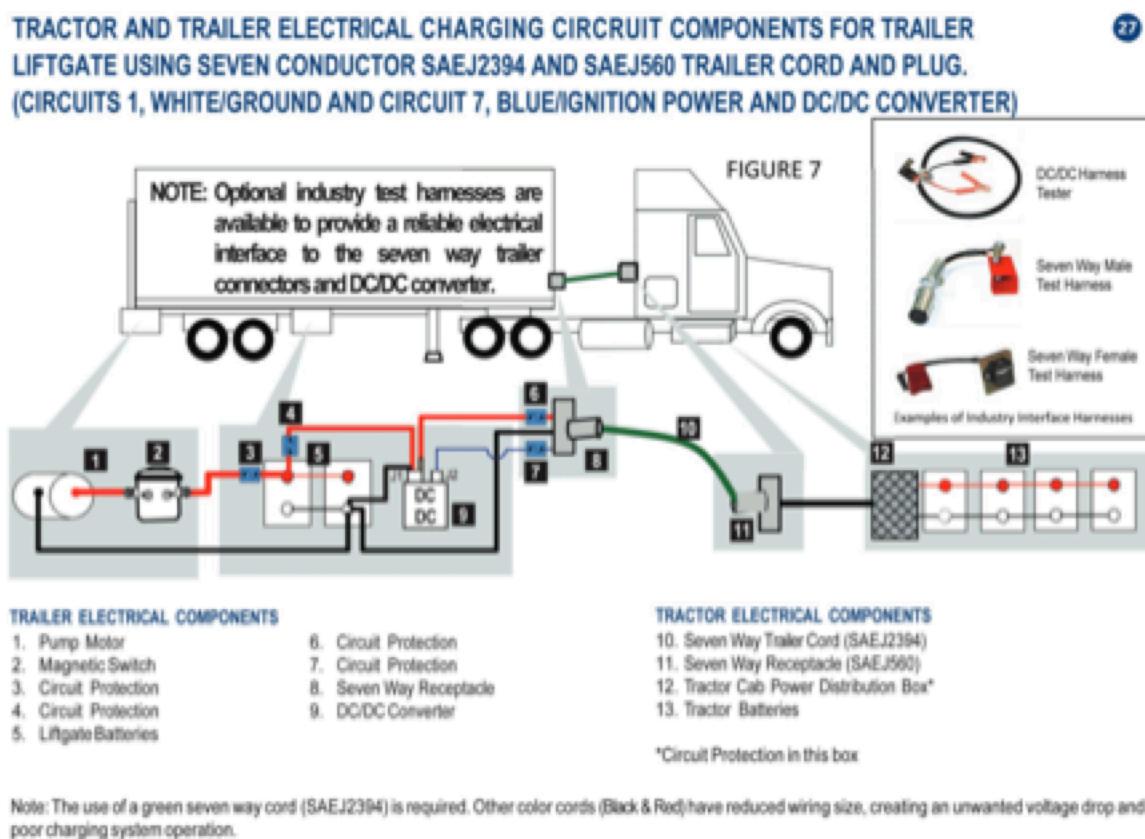 TRACTOR AND TRAILER ELECTRICAL CHARGING CIRCRUIT COMPONENTS FOR TRAILER
27
LIFTGATE USING SEVEN CONDUCTOR SAEJ2394 AND SAEJ560 TRAILER CORD AND PLUG.
(CIRCUITS 1, WHITE/GROUND AND CIRCUIT 7, BLUE/IGNITION POWER AND DC/DC CONVERTER)
NOTE: Optional industry test harnesses are
available to provide a reliable electrical
interface to the seven way trailer
connectors and DC/DC converter.
FIGURE 7
DC/DC Harness
Tester
Seven Way Male
Test Harness
Seven Way Female
Test Harness
Examples of Industry Interface Harnesses
1
2
3
4
5
6
7
8
9
10
11
12
13
J1
J2
DC
DC
TRAILER ELECTRICAL COMPONENTS
1. Pump Motor
2. Magnetic Switch
3. Circuit Protection
4. Circuit Protection
5. Liftgate Batteries
6. Circuit Protection
7. Circuit Protection
8. Seven Way Receptacle
9. DC/DC Converter
TRACTOR ELECTRICAL COMPONENTS
10. Seven Way Trailer Cord (SAEJ2394)
11. Seven Way Receptacle (SAEJ560)
12. Tractor Cab Power Distribution Box*
13. Tractor Batteries
*Circuit Protection in this box
Note: The use of a green seven way cord (SAEJ2394) is required. Other color cords (Black & Red) have reduced wiring size, creating an unwanted voltage drop and
poor charging system operation.